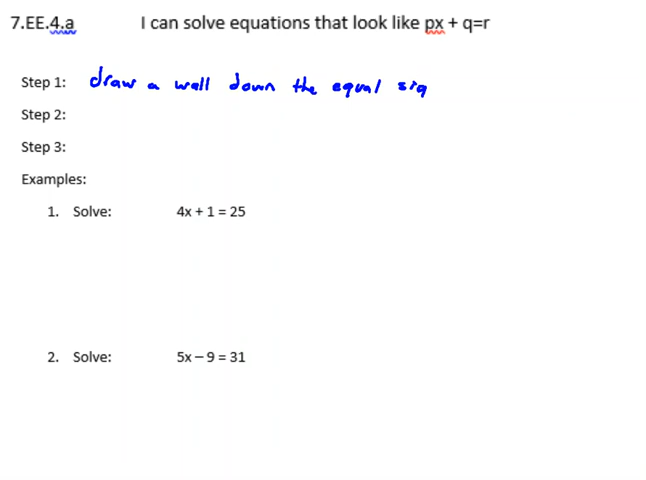 7.EE.4.a I can solve equations that look like px + q=r
Step 1: draw a wall down the equal sig
Step 2:
Step 3:
Examples:
1. Solve: 4x + 1 = 25
2. Solve: 5x – 9 = 31